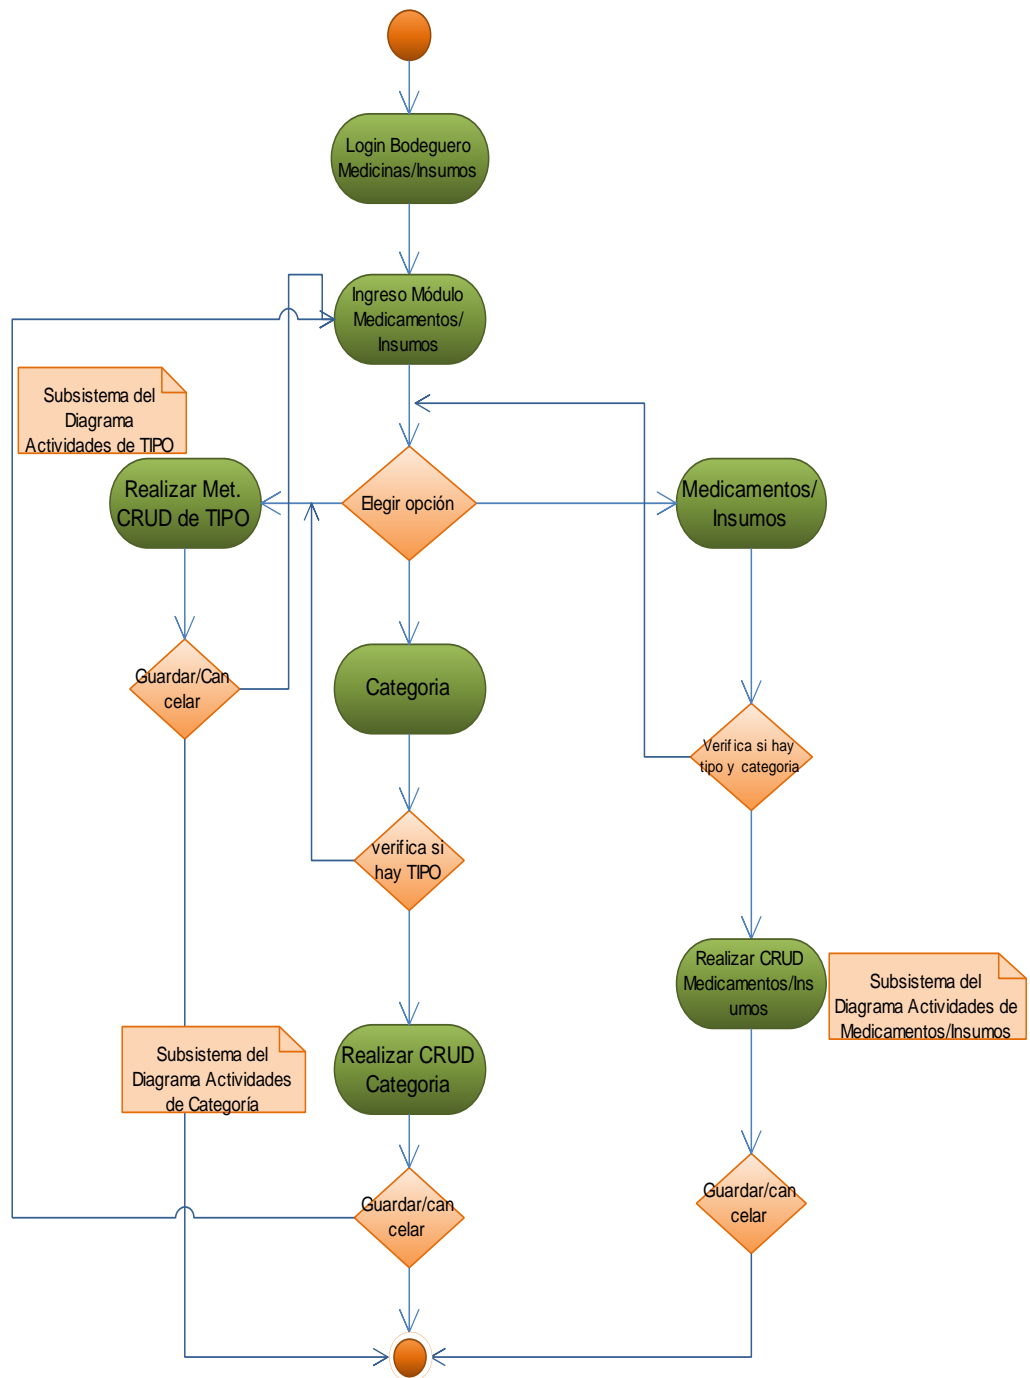 Login Bodeguero
Medicinas/Insumos
Ingreso Módulo
Medicamentos/
Insumos
Subsistema del
Diagrama
Actividades de TIPO
Realizar Met.
CRUD de TIPO
Elegir opción
Medicamentos/
Insumos
Guardar/Can
celar
Categoria
Verifica si hay
tipo y categoria
verifica si
hay TIPO
Realizar CRUD
Medicamentos/Ins
umos
Subsistema del
Diagrama Actividades de
Medicamentos/Insumos
Subsistema del
Diagrama Actividades
de Categoría
Realizar CRUD
Categoria
Guardar/can
celar
Guardar/can
celar